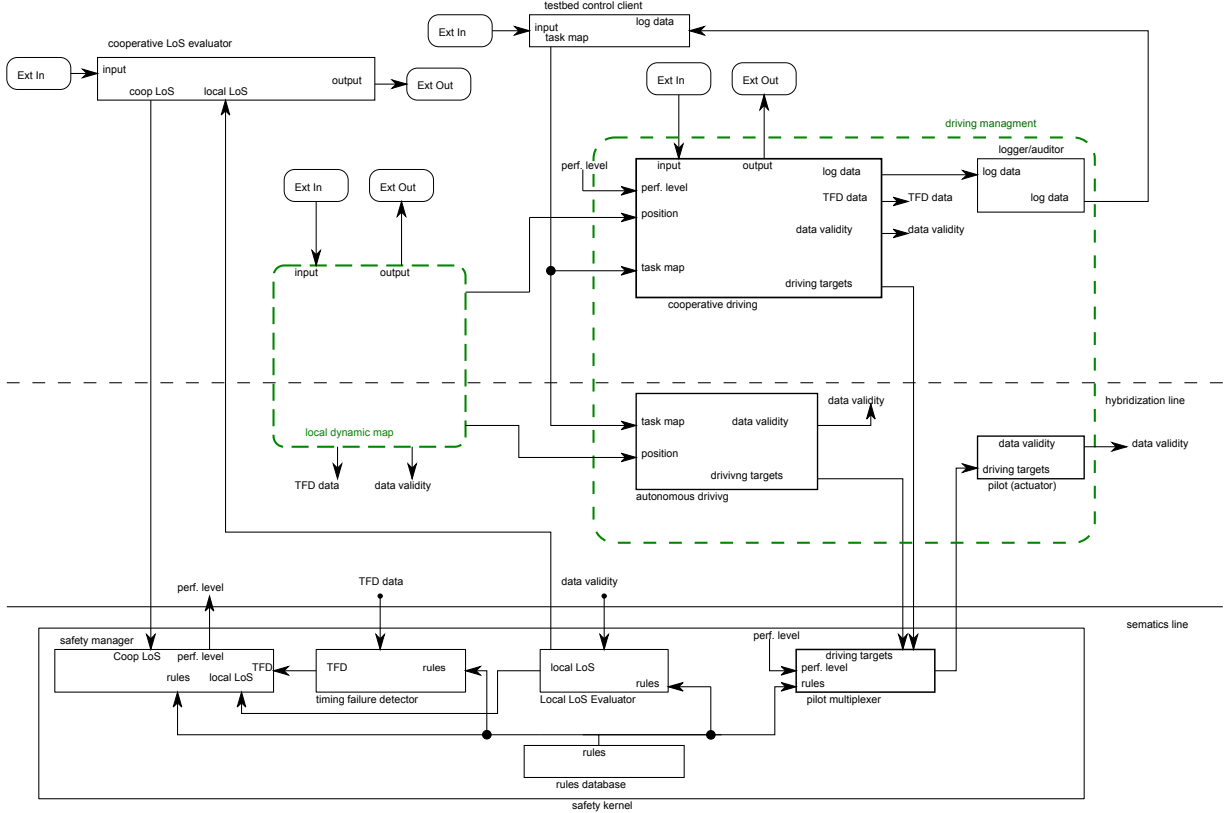 testbed control client
Ext In
input
log data
task map
cooperative LoS evaluator
Ext In
input
output
coop LoS
local LoS
Ext Out
Ext In
Ext Out
driving managment
logger/auditor
perf. level
input
output
log data
log data
log data
perf. level
TFD data
TFD data
position
data validity
data validity
task map
driving targets
cooperative driving
Ext In
Ext Out
input
output
local dynamic map
TFD data
data validity
hybridization line
data validity
task map
data validity
position
drivivng targets
autonomous drivivg
data validity
driving targets
pilot (actuator)
data validity
perf. level
TFD data
data validity
sematics line
safety manager
Coop LoS
perf. level
TFD
rules
local LoS
TFD
rules
timing failure detector
local LoS
rules
Local LoS Evaluator
perf. level
driving targets
perf. level
rules
pilot multiplexer
rules
rules database
safety kernel